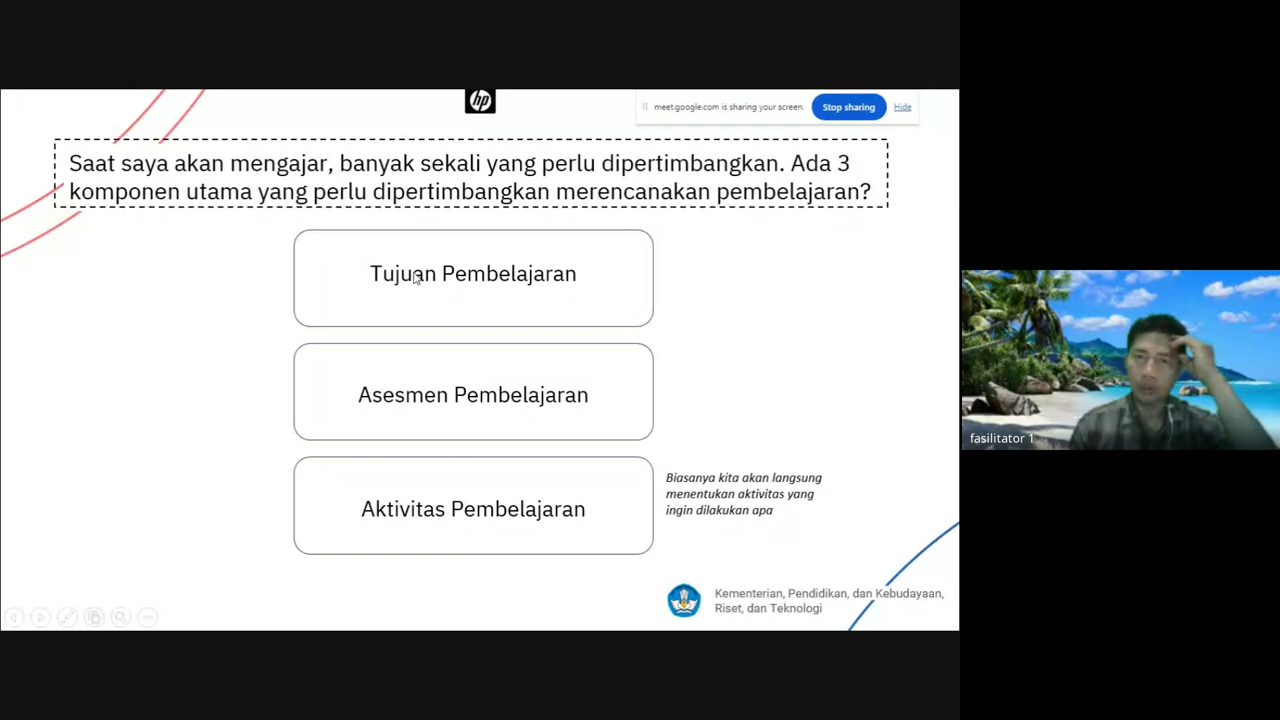 hp
meet.google.com is sharing your screen.
Stop sharing
Hide
Saat saya akan mengajar, banyak sekali yang perlu dipertimbangkan. Ada 3
komponen utama yang perlu dipertimbangkan merencanakan pembelajaran?
Tujuan Pembelajaran
Asesmen Pembelajaran
Aktivitas Pembelajaran
Biasanya kita akan langsung
menentukan aktivitas yang
ingin dilakukan apa
Kementerian, Pendidikan, dan Kebudayaan,
Riset, dan Teknologi
fasilitator 1